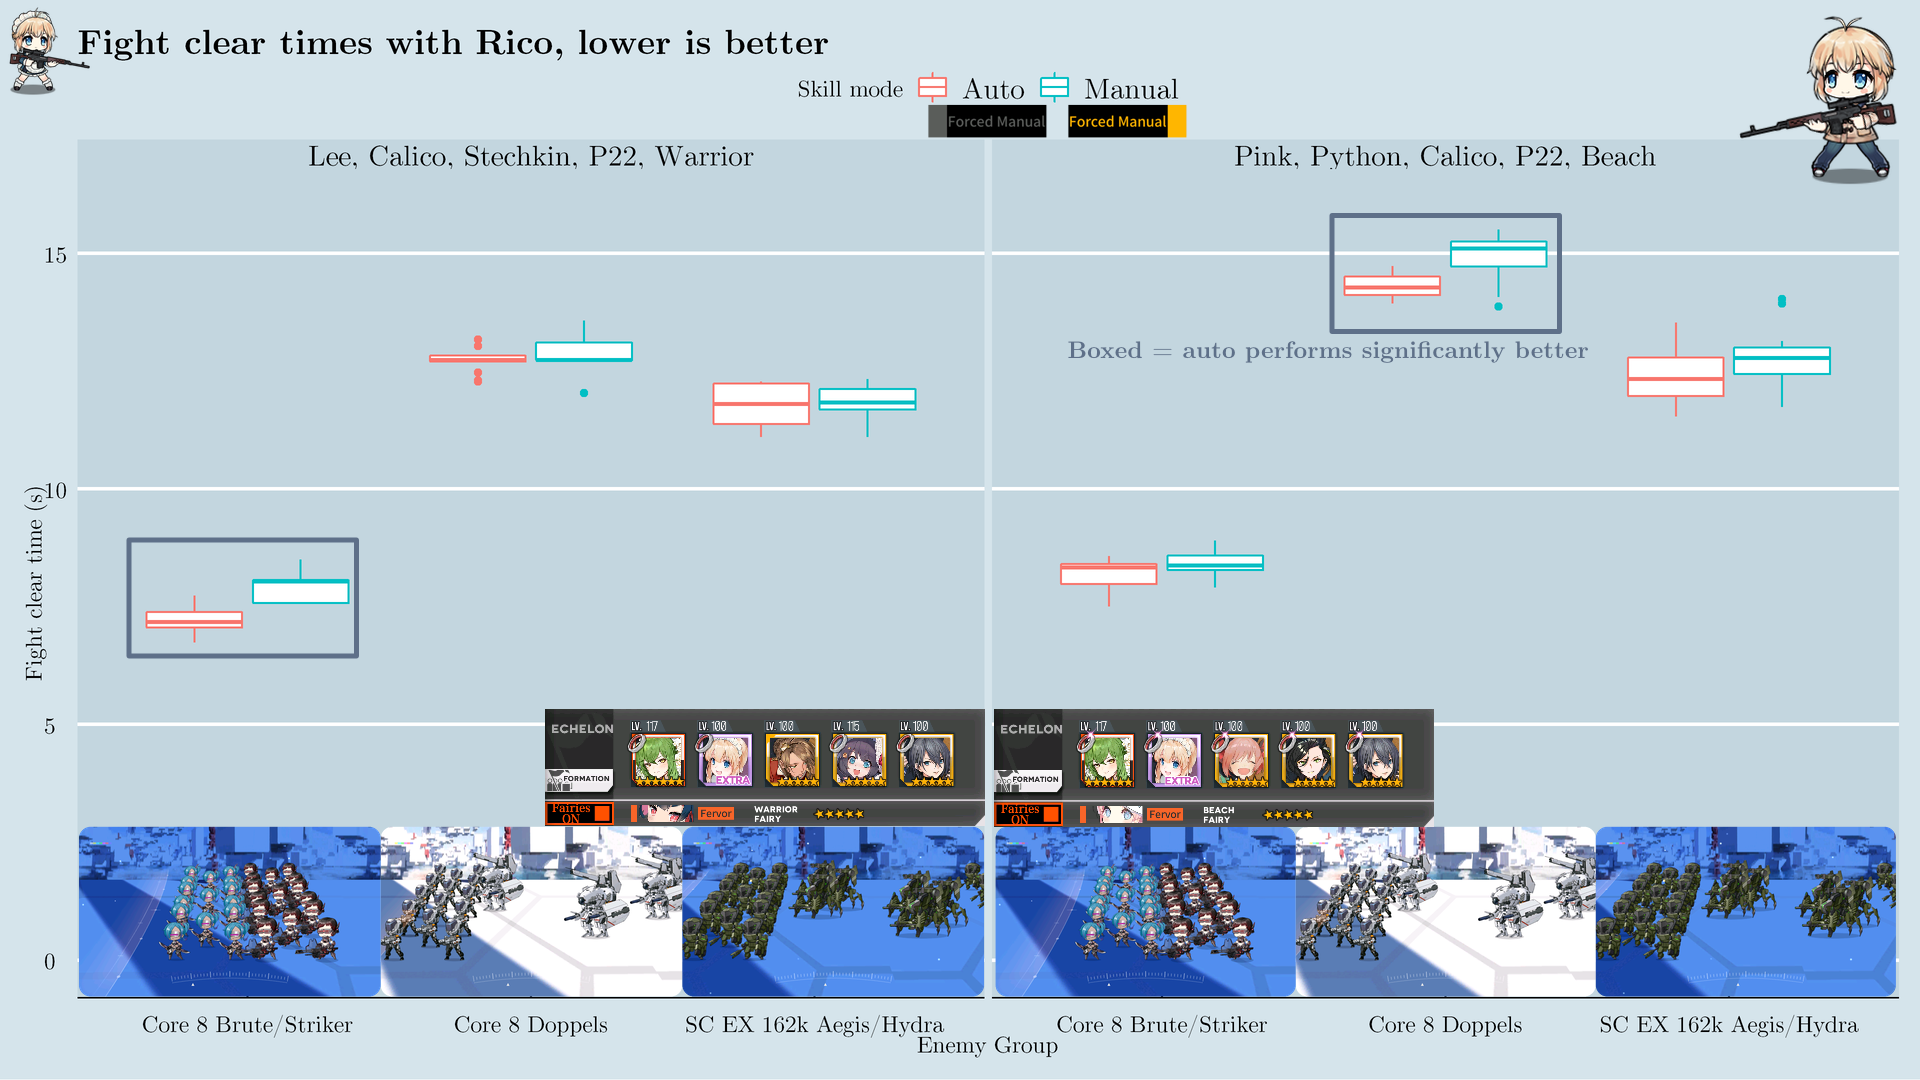 Fight clear times with Rico, lower is better
Skill mode Auto Manual
Forced Manual Forced Manual
Lee, Calico, Stechkin, P22, Warrior
Pink, Python, Calico, P22, Beach
15
Boxed = auto performs significantly better
10
Fight clear time (s)
5
0
ECHELON
LV. 117 LV. 100 LV. 100 LV. 115 LV. 100
EXTRA
FORMATION
Fairies
ON
Fervor
WARRIOR
FAIRY
ECHELON
LV. 117 LV. 100 LV. 100 LV. 100 LV. 100
EXTRA
FORMATION
Fairies
ON
Fervor
BEACH
FAIRY
Core 8 Brute/Striker Core 8 Doppels SC EX 162k Aegis/Hydra
Core 8 Brute/Striker Core 8 Doppels SC EX 162k Aegis/Hydra
Enemy Group